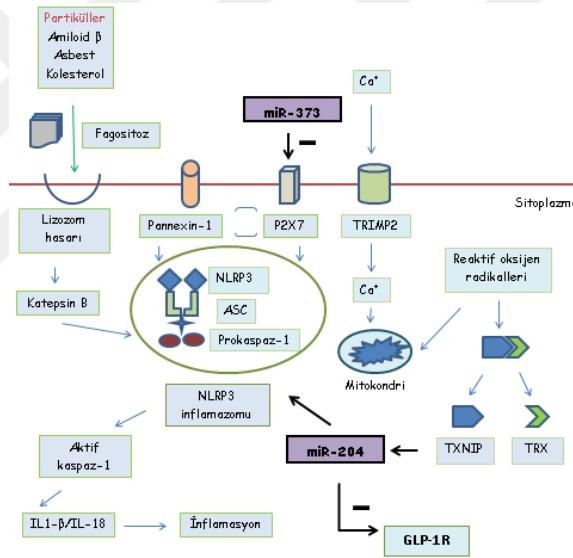 Partiküller
Amiloid β
Asbest
Kolesterol
Ca⁺
miR-373
Fagositoz
Sitoplazma
Lizozom
hasarı
Pannexin-1
P2X7
TRIMP2
Reaktif oksijen
radikalleri
NLRP3
Katepsin B
ASC
Ca⁺
Prokaspaz-1
Mitokondri
NLRP3
inflamazomu
Aktif
kaspaz-1
miR-204
TXNIP
TRX
IL1-β/IL-18
İnflamasyon
GLP-1R